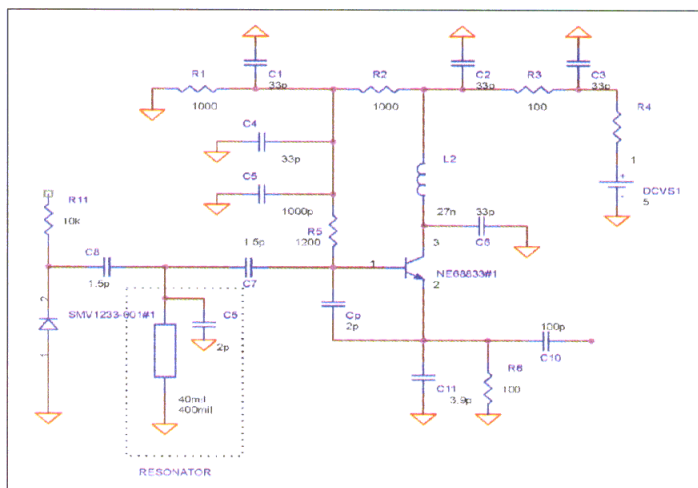 R1
C1
33p
1000
R2
1000
C2
33p
R3
100
C3
33p
R4
1
DCVS1
5
+
-
C4
33p
C5
1000p
L2
27n
R11
10k
R5
1200
33p
C6
3
NE68833#1
1
2
C8
1.5p
1.5p
C7
2
SMV1233-001#1
1
C5
2p
Cp
2p
100p
C10
C11
3.9p
R6
100
40mil
400mil
RESONATOR